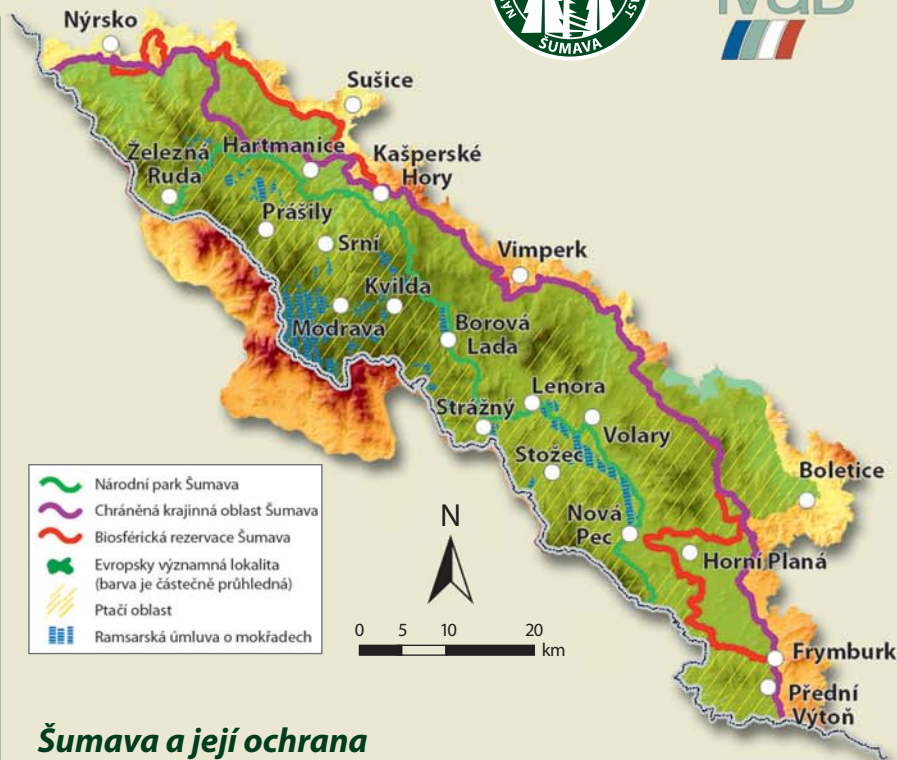 ŠUMAVA
Nýrsko
Sušice
Železná
Ruda
Hartmanice
Kašperské
Hory
Prášily
Srní
Vimperk
Kvilda
Modrava
Borová
Lada
Lenora
Strážný
Volary
Stožec
Boletice
Nová
Pec
Horní Planá
Frymburk
Přední
Výtoň
Národní park Šumava
Chráněná krajinná oblast Šumava
Biosférická rezervace Šumava
Evropsky významná lokalita
(barva je částečně průhledná)
Ptačí oblast
Ramsarská úmluva o mokřadech
N
0 5 10 20
km
Šumava a její ochrana